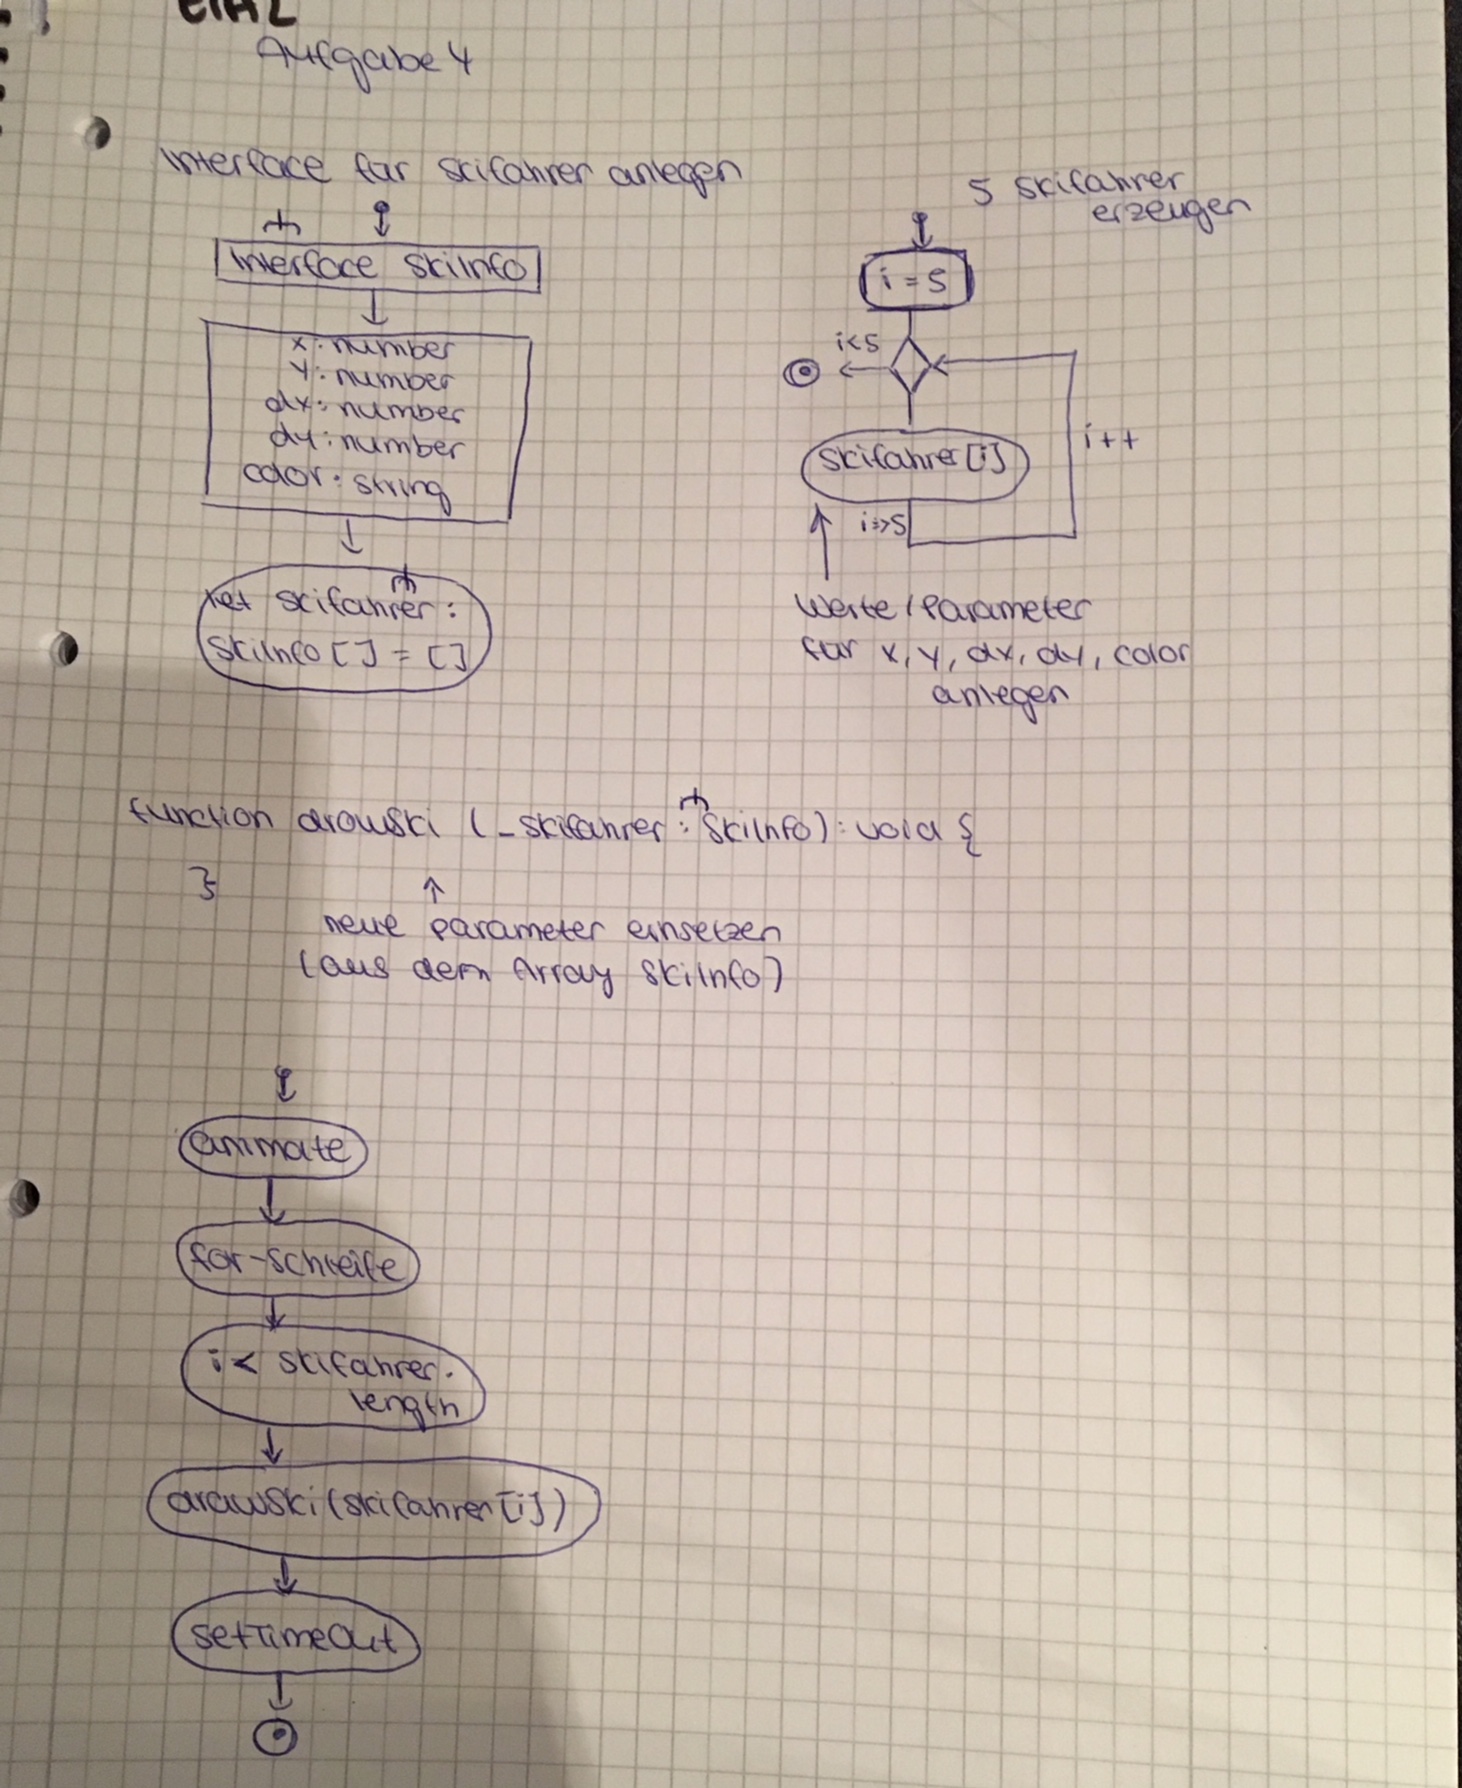 EIA2
Aufgabe 4
Interface für Skifahrer anlegen
Interface SkiInfo
x: number
y: number
dx: number
dy: number
color: string
let skifahrer:
SkiInfo[] = []
5 Skifahrer
erzeugen
i = 5
i<5
skifahrer[i]
i++
Werte/Parameter
für x, y, dx, dy, color
anlegen
function drawSki (_skifahrer: SkiInfo): void {
}
neue Parameter einsetzen
(aus dem Array SkiInfo)
animate
for-Schleife
i < skifahrer.
length
drawSki(skifahrer[i])
setTimeOut